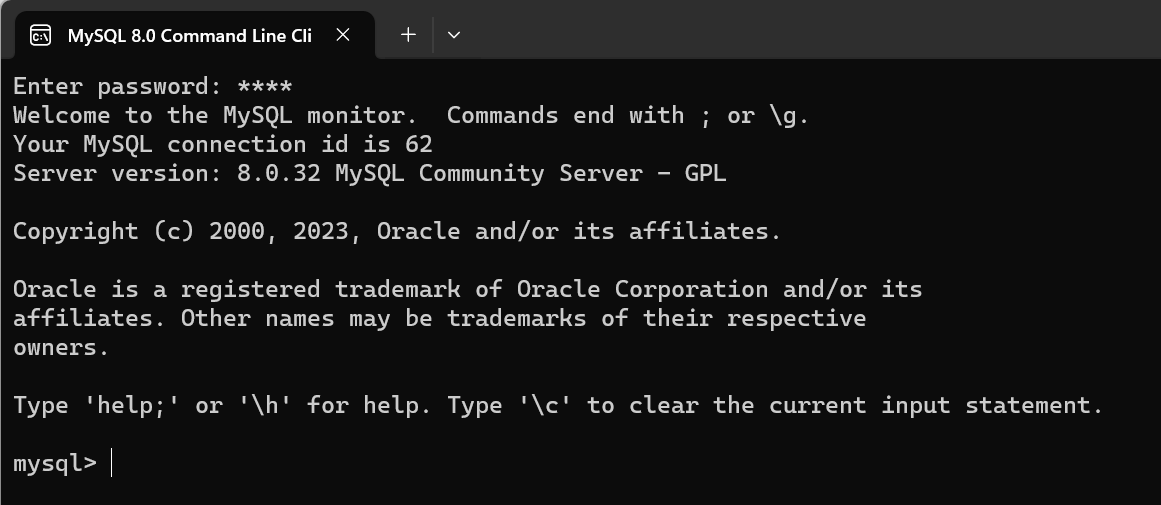 MySQL 8.0 Command Line Cli
Enter password: ****
Welcome to the MySQL monitor.  Commands end with ; or \g.
Your MySQL connection id is 62
Server version: 8.0.32 MySQL Community Server - GPL
Copyright (c) 2000, 2023, Oracle and/or its affiliates.
Oracle is a registered trademark of Oracle Corporation and/or its
affiliates. Other names may be trademarks of their respective
owners.
Type 'help;' or '\h' for help. Type '\c' to clear the current input statement.
mysql>